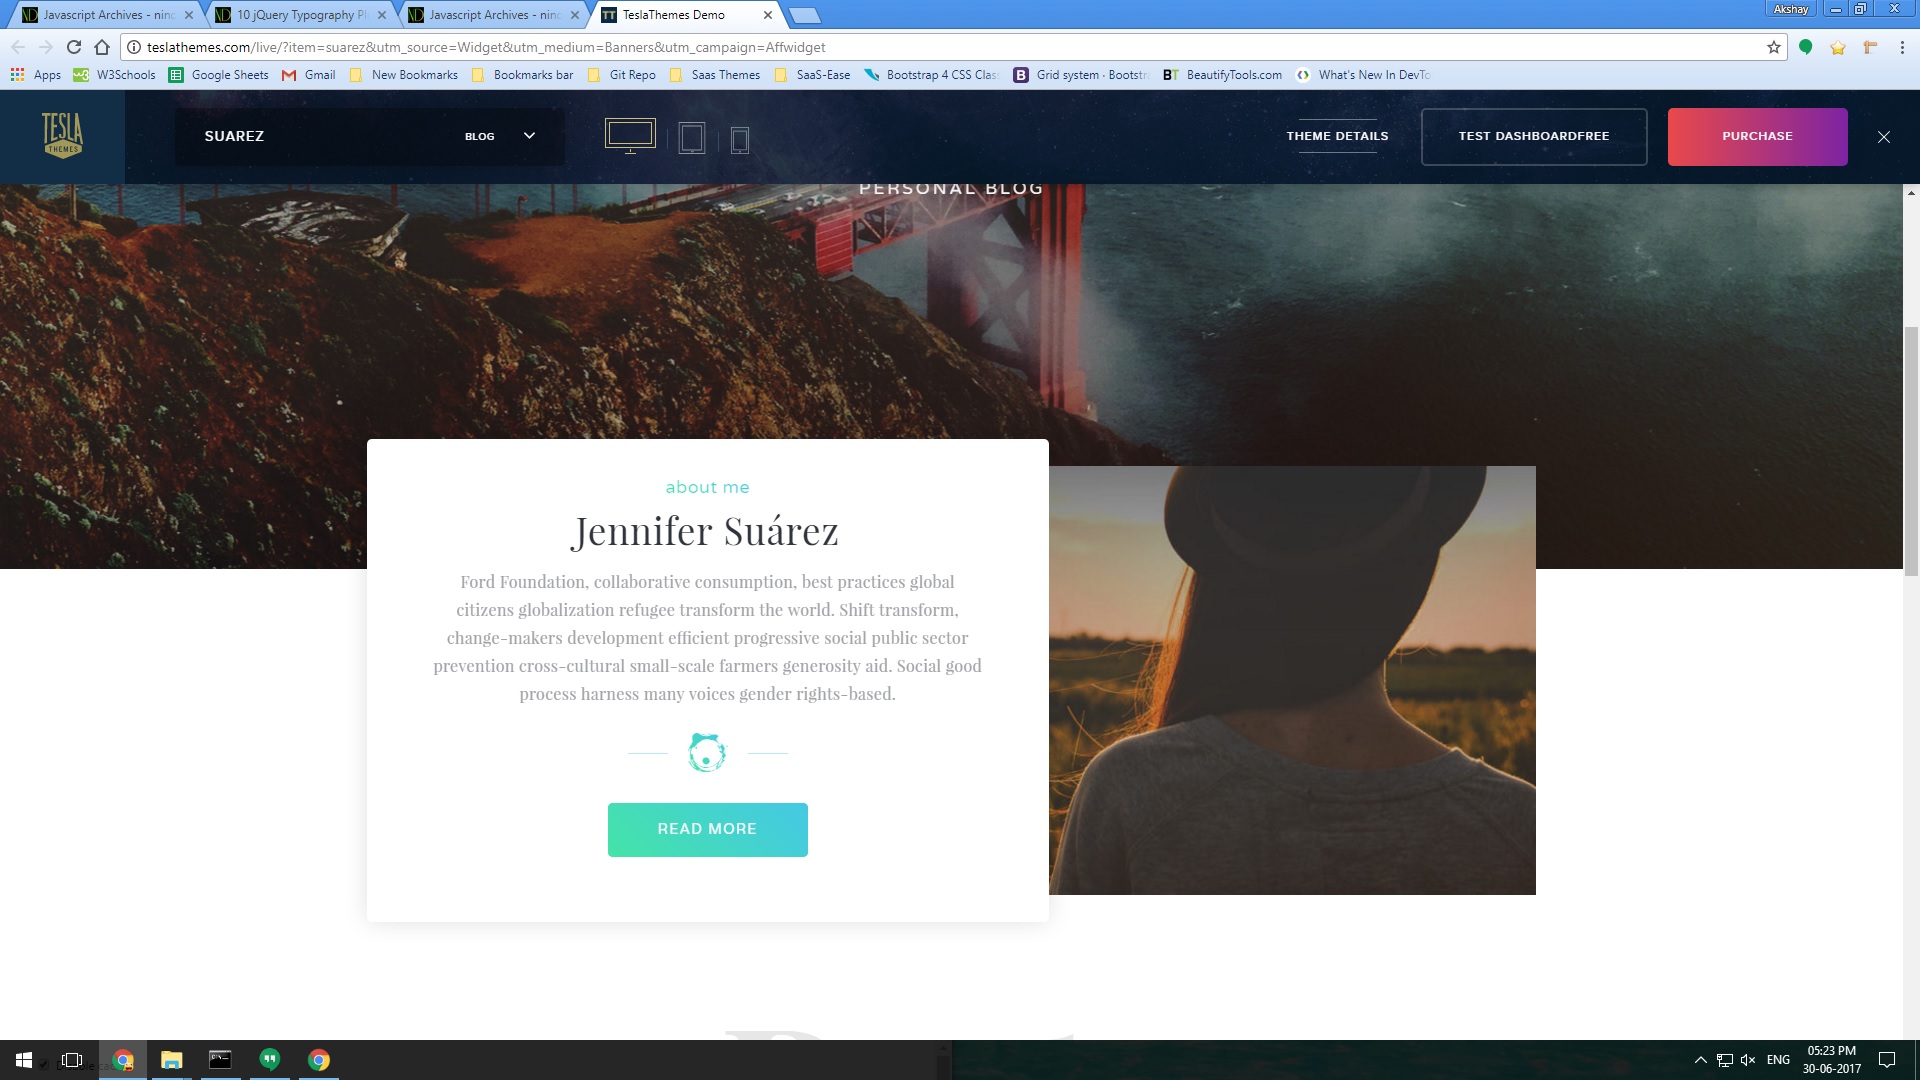 Javascript Archives - ninc
10 jQuery Typography Pl
Javascript Archives - ninc
TT TeslaThemes Demo
Akshay
teslathemes.com/live/?item=suarez&utm_source=Widget&utm_medium=Banners&utm_campaign=Affwidget
Apps
W3Schools
Google Sheets
Gmail
New Bookmarks
Bookmarks bar
Git Repo
Saas Themes
SaaS-Ease
Bootstrap 4 CSS Clas
B Grid system · Bootstr
BT BeautifyTools.com
What's New In DevTo
TESLA
THEMES
SUAREZ
BLOG
THEME DETAILS
TEST DASHBOARDFREE
PURCHASE
PERSONAL BLOG
about me
Jennifer Suárez
Ford Foundation, collaborative consumption, best practices global
citizens globalization refugee transform the world. Shift transform,
change-makers development efficient progressive social public sector
prevention cross-cultural small-scale farmers generosity aid. Social good
process harness many voices gender rights-based.
READ MORE
ENG
05:23 PM
30-06-2017